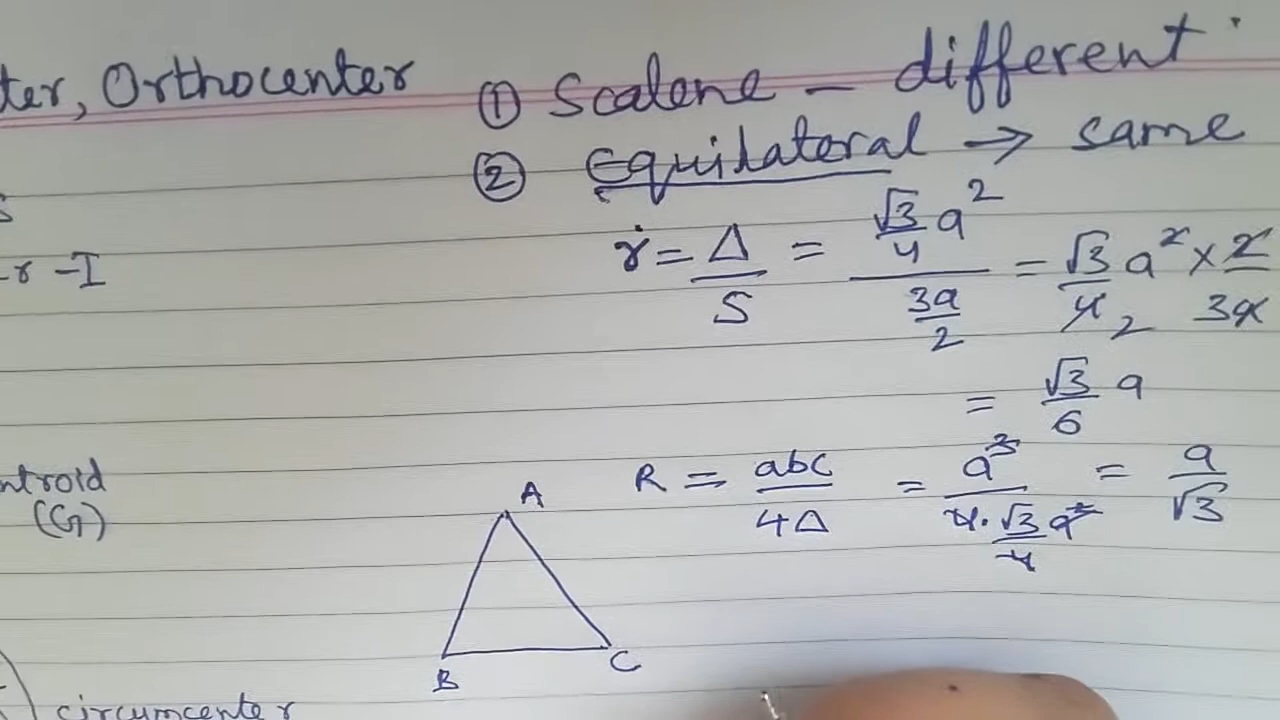 ter, Orthocenter
① Scalene - different
② Equilateral → same
r = Δ/S = (√3/4 a²)/(3a/2) = √3/4 a² × 2/3a
2
= √3/6 a
-r - I
ntroid
(G)
R = abc/4Δ = a³/(4·√3/4 a²) = a/√3
A
B
C
circumcenter